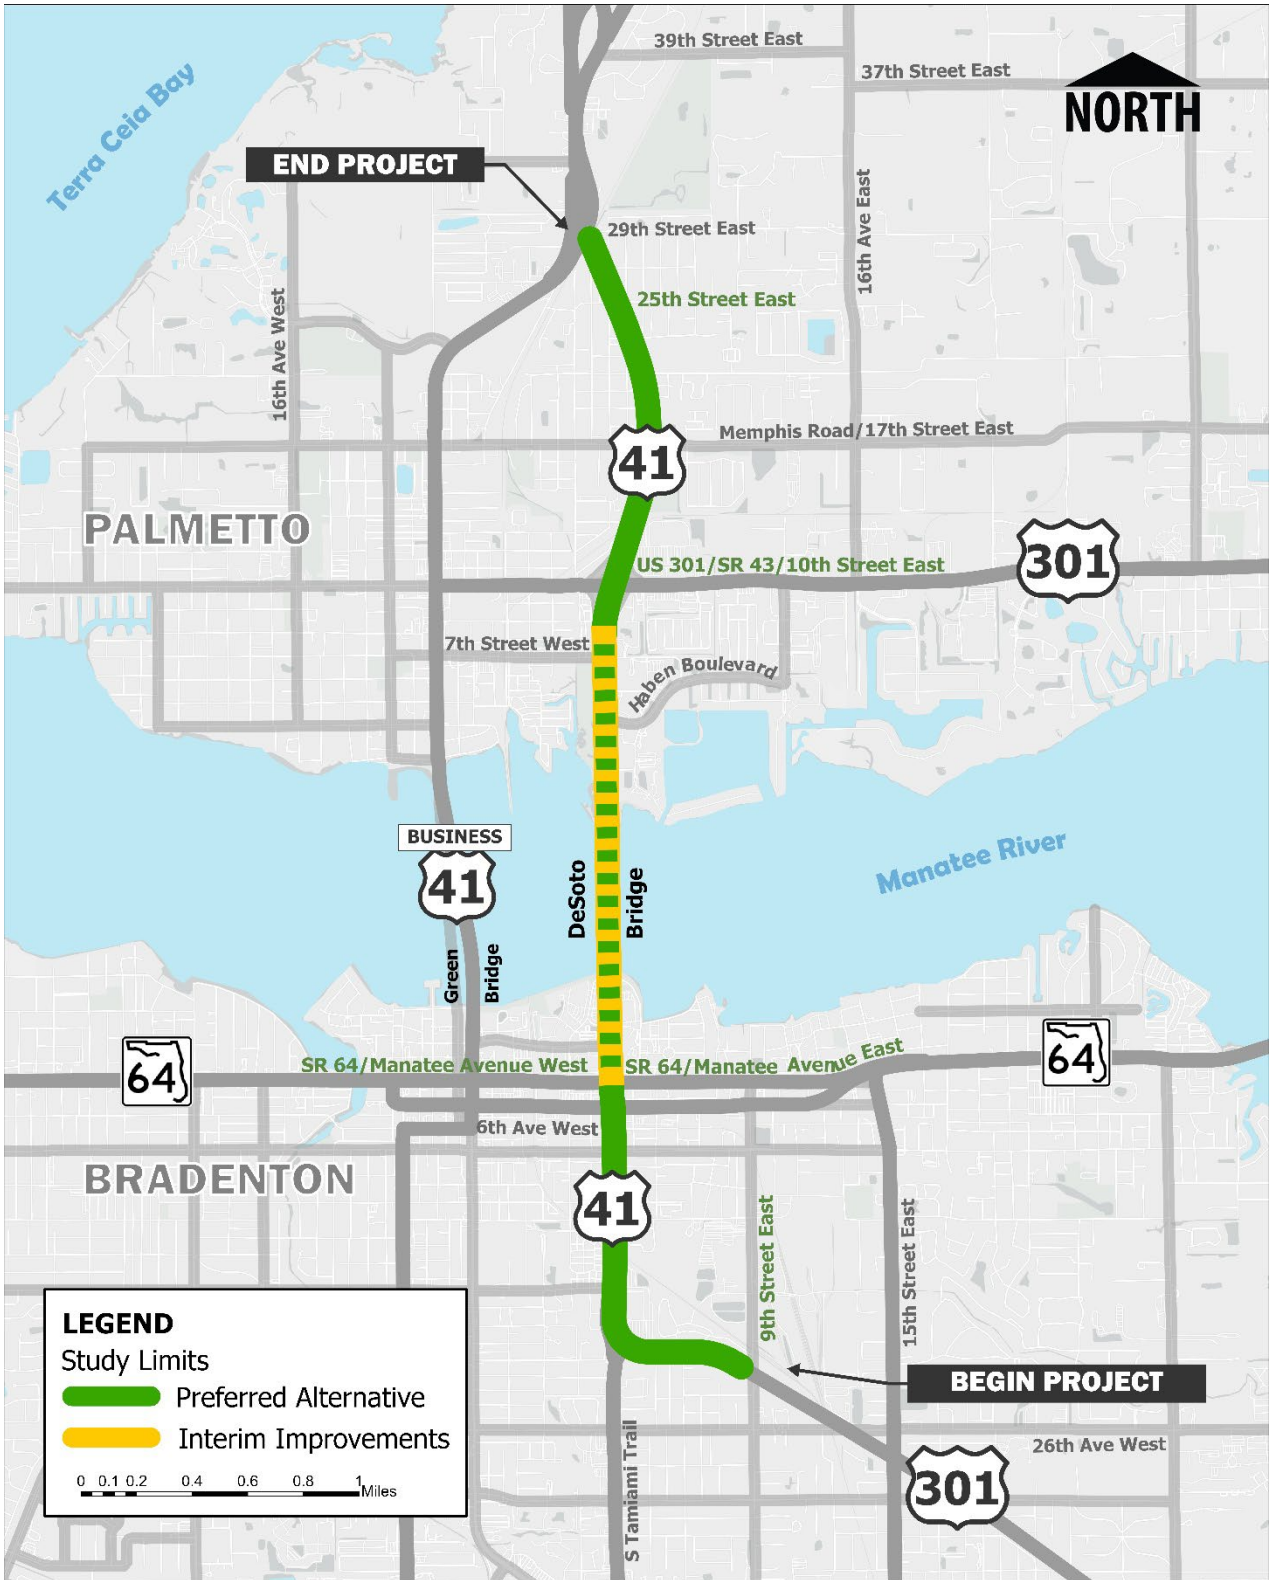 39th Street East
37th Street East
NORTH
Terra Ceia Bay
END PROJECT
16th Ave East
29th Street East
25th Street East
16th Ave West
Memphis Road/17th Street East
41
PALMETTO
301
US 301/SR 43/10th Street East
7th Street West
Haben Boulevard
BUSINESS
41
Manatee River
DeSoto
Bridge
Green
Bridge
64
SR 64/Manatee Avenue West
SR 64/Manatee Avenue East
64
6th Ave West
BRADENTON
41
9th Street East
15th Street East
BEGIN PROJECT
LEGEND
Study Limits
Preferred Alternative
Interim Improvements
0 0.1 0.2 0.4 0.6 0.8 1
Miles
S Tamiami Trail
26th Ave West
301